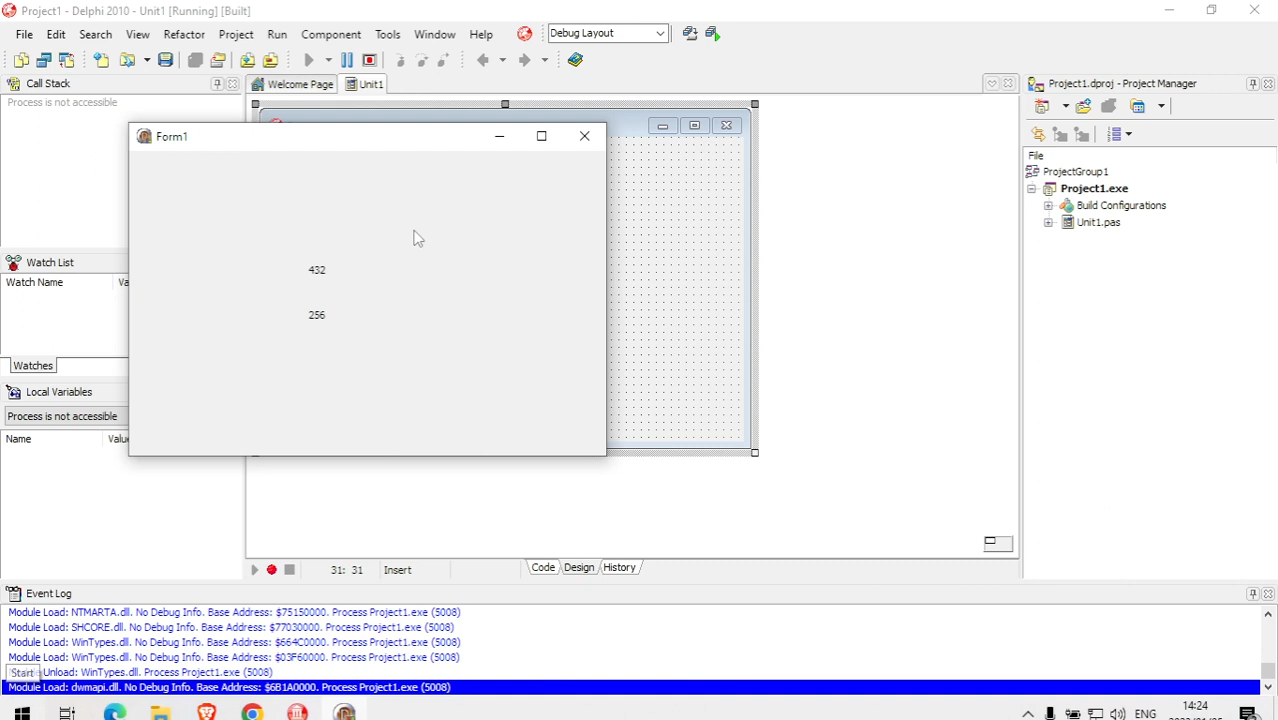 Project1 - Delphi 2010 - Unit1 [Running] [Built]
File Edit Search View Refactor Project Run Component Tools Window Help Debug Layout
Call Stack
Welcome Page Unit1
Project1.dproj - Project Manager
Process is not accessible
Form1
File
ProjectGroup1
Project1.exe
Build Configurations
Unit1.pas
Watch List
Watch Name Va
432
256
Watches
Local Variables
Process is not accessible
Name Valu
31: 31 Insert
Code Design History
Event Log
Module Load: NTMARTA.dll. No Debug Info. Base Address: $75150000. Process Project1.exe (5008)
Module Load: SHCORE.dll. No Debug Info. Base Address: $77030000. Process Project1.exe (5008)
Module Load: WinTypes.dll. No Debug Info. Base Address: $664C0000. Process Project1.exe (5008)
Module Load: WinTypes.dll. No Debug Info. Base Address: $03F60000. Process Project1.exe (5008)
Start Unload: WinTypes.dll. Process Project1.exe (5008)
Module Load: dwmapi.dll. No Debug Info. Base Address: $6B1A0000. Process Project1.exe (5008)
ENG 14:24